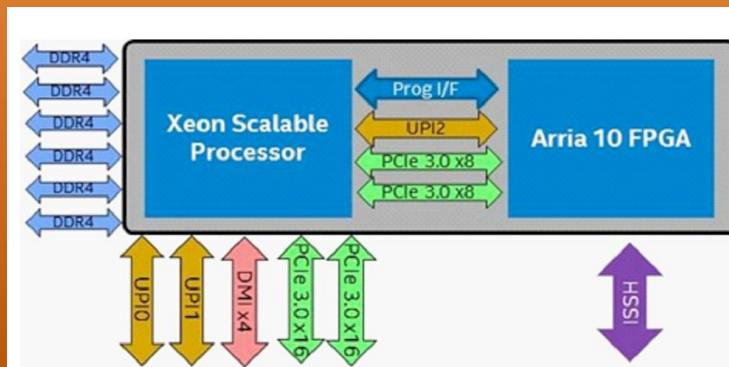 DDR4
DDR4
DDR4
DDR4
DDR4
DDR4
Xeon Scalable
Processor
Prog I/F
UPI2
PCIe 3.0 x8
PCIe 3.0 x8
Arria 10 FPGA
UPI0
UPI1
DMI x4
PCIe 3.0 x16
PCIe 3.0 x16
HSSI